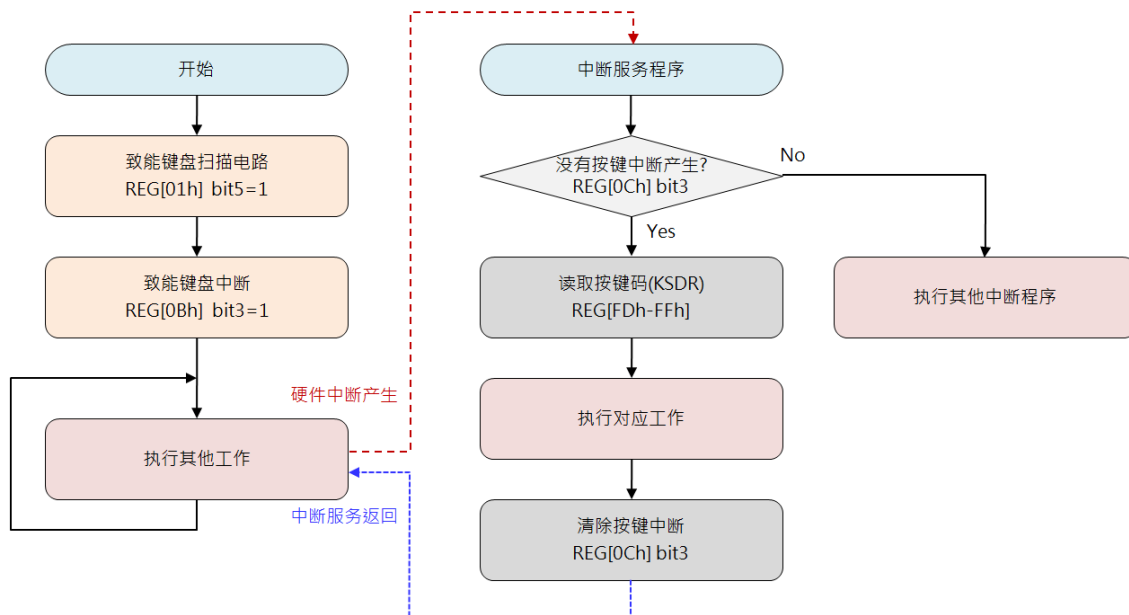 开始
致能键盘扫描电路
REG[01h] bit5=1
致能键盘中断
REG[0Bh] bit3=1
执行其他工作
硬件中断产生
中断服务返回
中断服务程序
没有按键中断产生?
REG[0Ch] bit3
No
Yes
读取按键码(KSDR)
REG[FDh-FFh]
执行其他中断程序
执行对应工作
清除按键中断
REG[0Ch] bit3